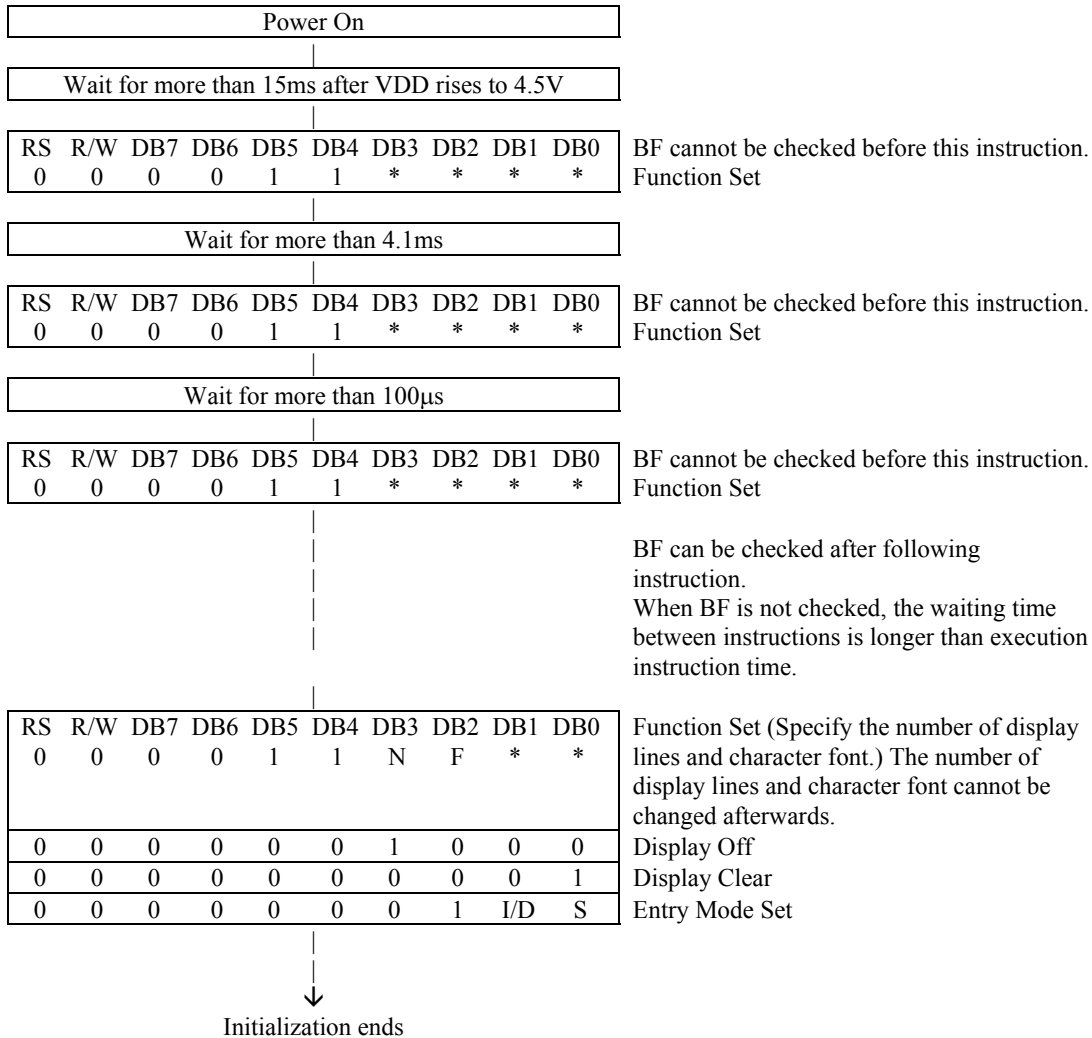 Power On
Wait for more than 15ms after VDD rises to 4.5V
RS R/W DB7 DB6 DB5 DB4 DB3 DB2 DB1 DB0
0 0 0 0 1 1 * * * *
BF cannot be checked before this instruction.
Function Set
Wait for more than 4.1ms
RS R/W DB7 DB6 DB5 DB4 DB3 DB2 DB1 DB0
0 0 0 0 1 1 * * * *
BF cannot be checked before this instruction.
Function Set
Wait for more than 100μs
RS R/W DB7 DB6 DB5 DB4 DB3 DB2 DB1 DB0
0 0 0 0 1 1 * * * *
BF cannot be checked before this instruction.
Function Set
BF can be checked after following
instruction.
When BF is not checked, the waiting time
between instructions is longer than execution
instruction time.
RS R/W DB7 DB6 DB5 DB4 DB3 DB2 DB1 DB0
0 0 0 0 1 1 N F * *
Function Set (Specify the number of display
lines and character font.) The number of
display lines and character font cannot be
changed afterwards.
0 0 0 0 0 0 1 0 0 0 Display Off
0 0 0 0 0 0 0 0 0 1 Display Clear
0 0 0 0 0 0 0 1 I/D S Entry Mode Set
Initialization ends